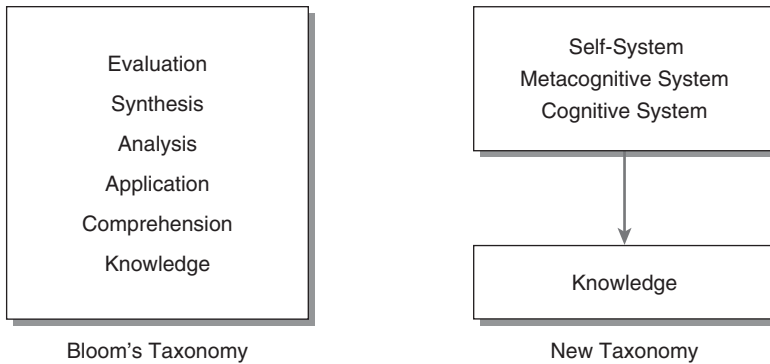 Evaluation
Synthesis
Analysis
Application
Comprehension
Knowledge
Bloom's Taxonomy
Self-System
Metacognitive System
Cognitive System
Knowledge
New Taxonomy